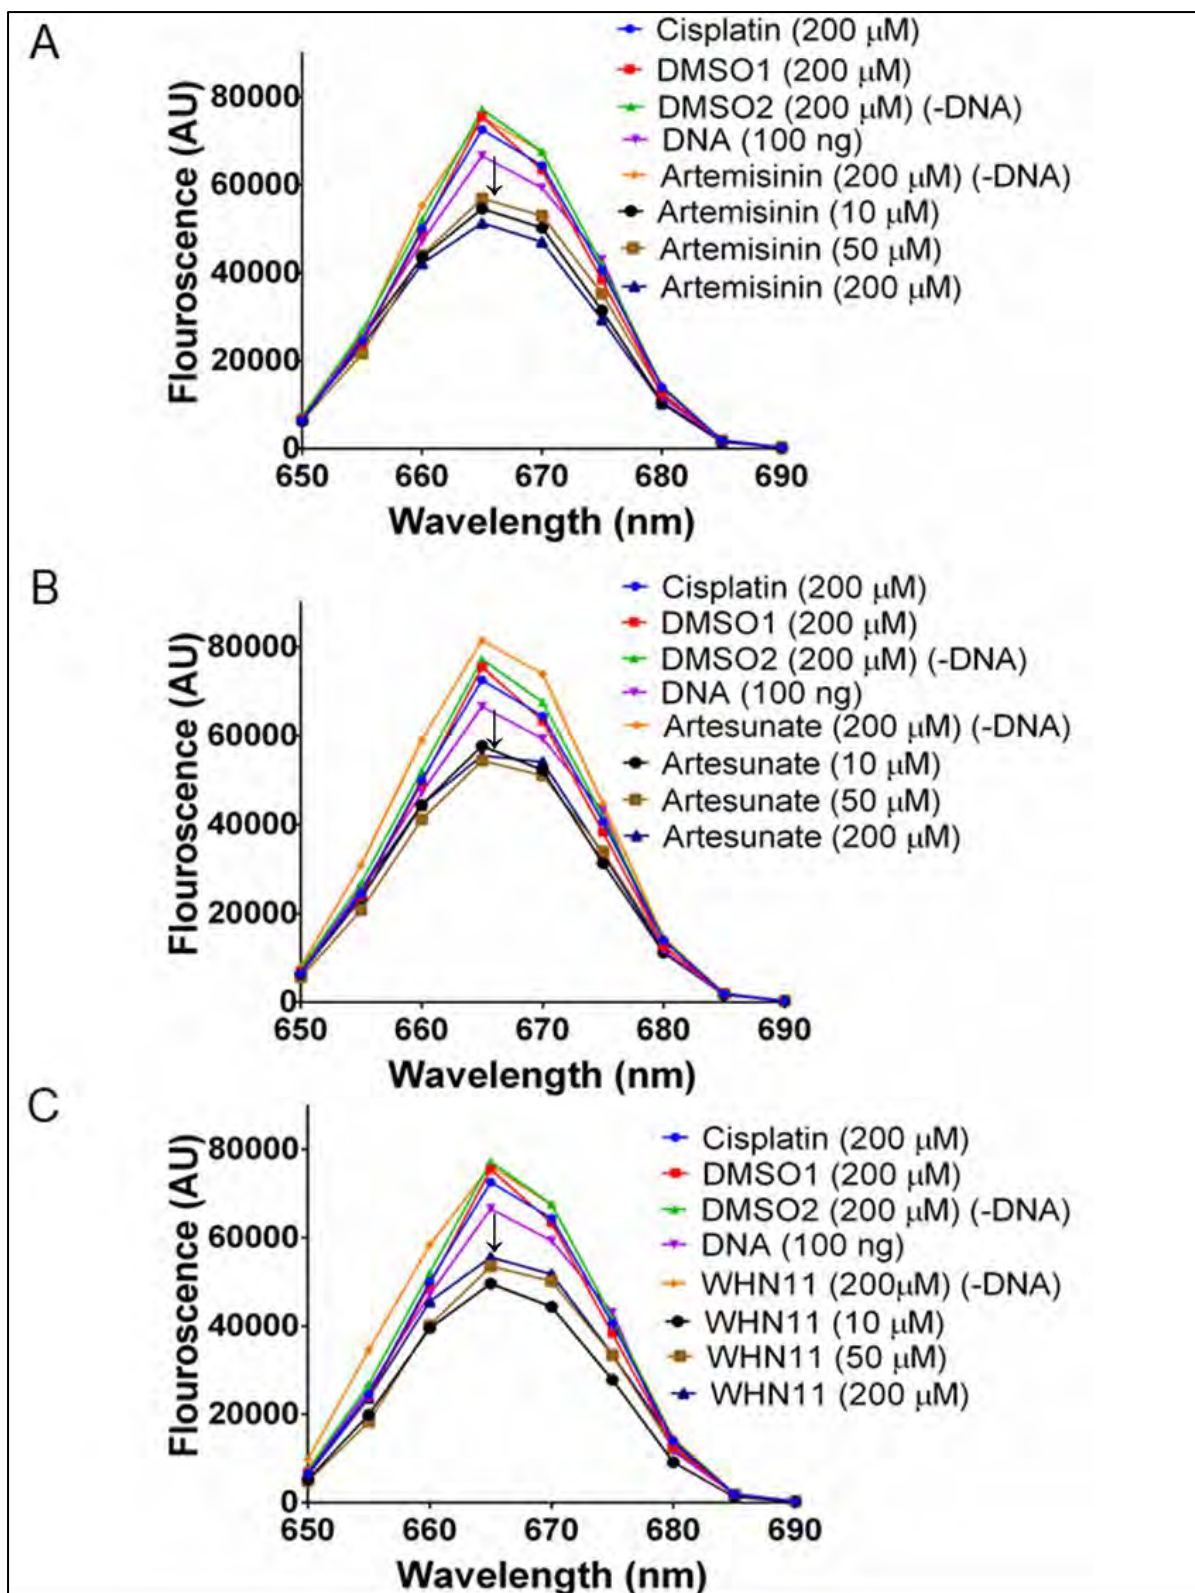 A
Cisplatin (200 μM)
DMSO1 (200 μM)
DMSO2 (200 μM) (-DNA)
DNA (100 ng)
Artemisinin (200 μM) (-DNA)
Artemisinin (10 μM)
Artemisinin (50 μM)
Artemisinin (200 μM)
Flouroscence (AU)
80000
60000
40000
20000
0
650 660 670 680 690
Wavelength (nm)
B
Cisplatin (200 μM)
DMSO1 (200 μM)
DMSO2 (200 μM) (-DNA)
DNA (100 ng)
Artesunate (200 μM) (-DNA)
Artesunate (10 μM)
Artesunate (50 μM)
Artesunate (200 μM)
Flouroscence (AU)
80000
60000
40000
20000
0
650 660 670 680 690
Wavelength (nm)
C
Cisplatin (200 μM)
DMSO1 (200 μM)
DMSO2 (200 μM) (-DNA)
DNA (100 ng)
WHN11 (200μM) (-DNA)
WHN11 (10 μM)
WHN11 (50 μM)
WHN11 (200 μM)
Flouroscence (AU)
80000
60000
40000
20000
0
650 660 670 680 690
Wavelength (nm)